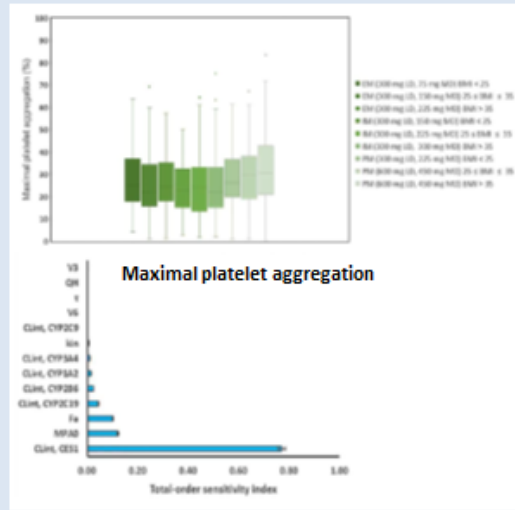 100
90
80
70
60
50
40
30
20
10
0
Maximal platelet aggregation (%)
EM (300 mg LD, 75 mg MD) BMI < 25
EM (300 mg LD, 150 mg MD) 25 ≤ BMI ≤ 35
EM (300 mg LD, 225 mg MD) BMI > 35
IM (300 mg LD, 150 mg MD) BMI < 25
IM (300 mg LD, 225 mg MD) 25 ≤ BMI ≤ 35
IM (300 mg LD, 300 mg MD) BMI > 35
PM (300 mg LD, 225 mg MD) BMI < 25
PM (600 mg LD, 450 mg MD) 25 ≤ BMI ≤ 35
PM (600 mg LD, 450 mg MD) BMI > 35
Maximal platelet aggregation
V3
QH
V6
CLint, CYP2C9
kin
CLint, CYP3A4
CLint, CYP1A2
CLint, CYP2B6
CLint, CYP2C19
Fa
MPA0
CLint, CES1
0.00 0.20 0.40 0.60 0.80 1.00
Total-order sensitivity index